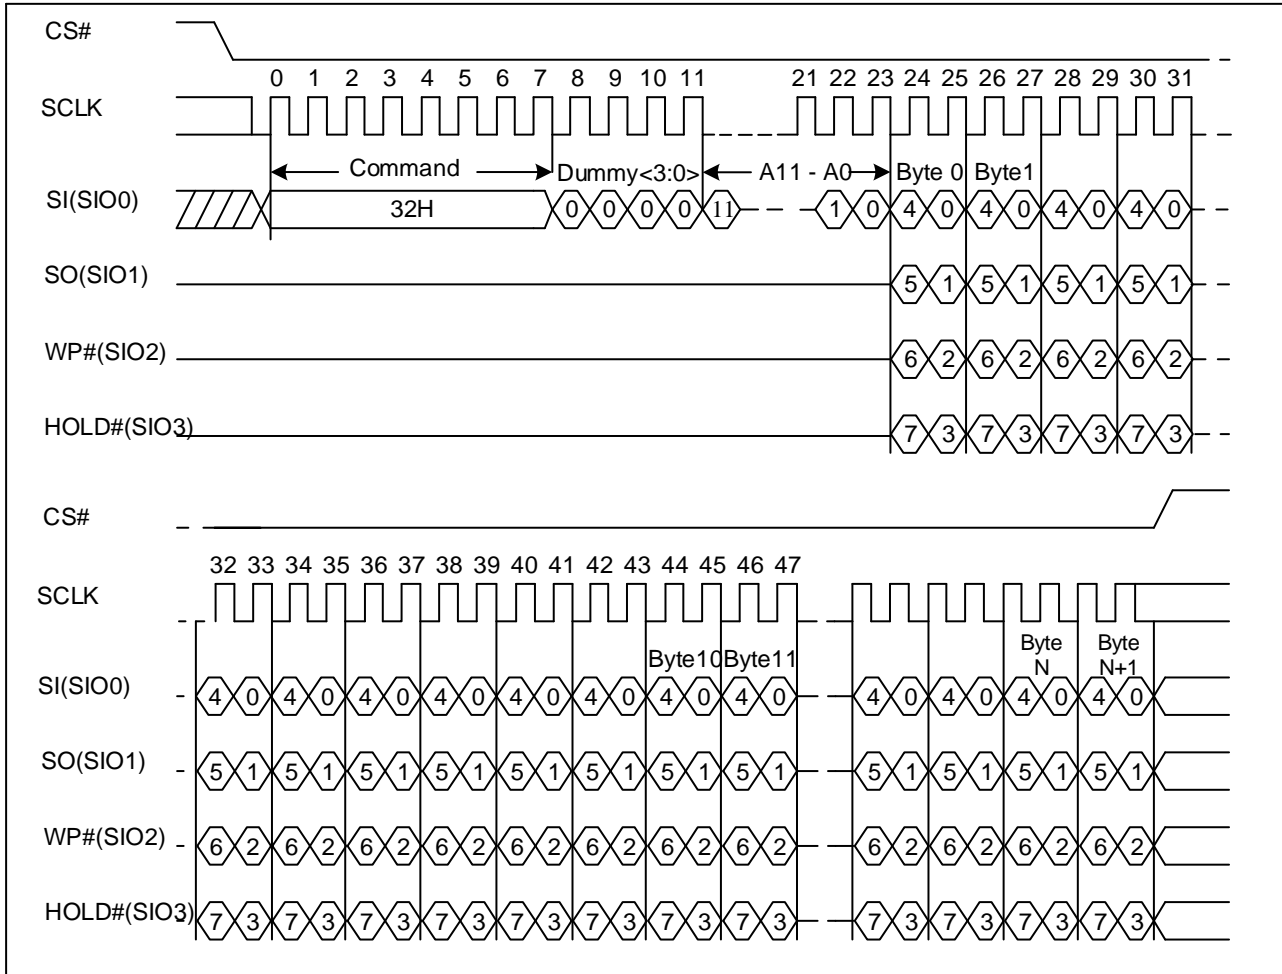 CS#
0 1 2 3 4 5 6 7 8 9 10 11 21 22 23 24 25 26 27 28 29 30 31
SCLK
Command Dummy<3:0> A11 - A0 Byte 0 Byte1
SI(SIO0) 32H 0 0 0 0 11 1 0 4 0 4 0 4 0 4 0
SO(SIO1) 5 1 5 1 5 1 5 1
WP#(SIO2) 6 2 6 2 6 2 6 2
HOLD#(SIO3) 7 3 7 3 7 3 7 3
CS#
32 33 34 35 36 37 38 39 40 41 42 43 44 45 46 47
SCLK
Byte10 Byte11 Byte N Byte N+1
SI(SIO0) 4 0 4 0 4 0 4 0 4 0 4 0 4 0 4 0 4 0 4 0 4 0 4 0
SO(SIO1) 5 1 5 1 5 1 5 1 5 1 5 1 5 1 5 1 5 1 5 1 5 1 5 1
WP#(SIO2) 6 2 6 2 6 2 6 2 6 2 6 2 6 2 6 2 6 2 6 2 6 2 6 2
HOLD#(SIO3) 7 3 7 3 7 3 7 3 7 3 7 3 7 3 7 3 7 3 7 3 7 3 7 3